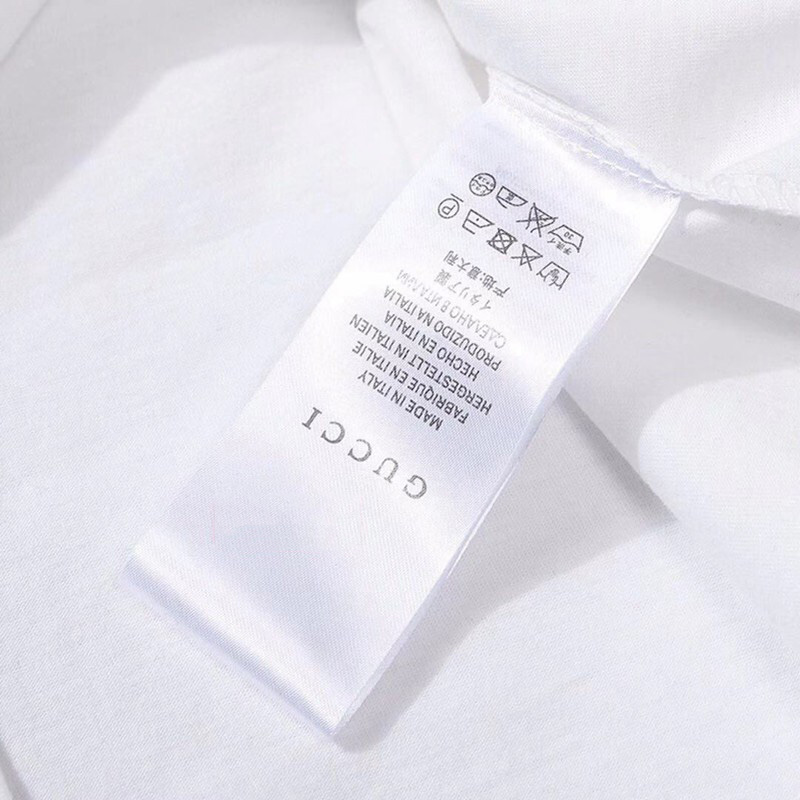 GUCCI
MADE IN ITALY
FABRIQUE EN ITALIE
HERGESTELLT IN ITALIEN
HECHO EN ITALIA
PRODUZIDO NA ITALIA
СДЕЛАНО В ИТАЛИИ
イタリア製
产地:意大利
P
30